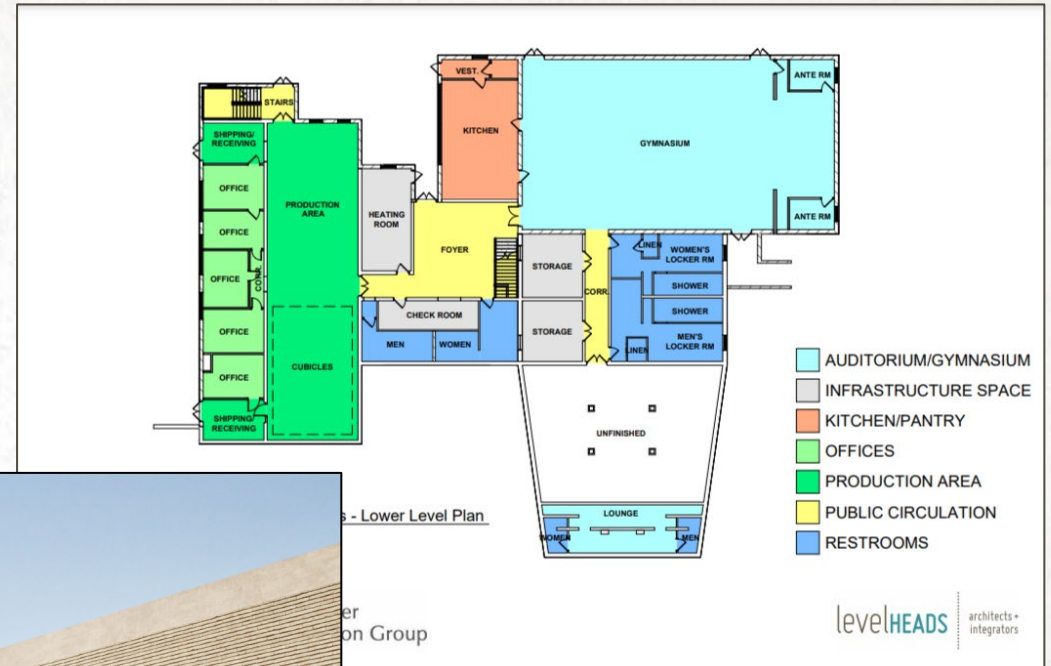 VEST.
ANTE RM
STAIRS
KITCHEN
GYMNASIUM
SHIPPING/
RECEIVING
OFFICE
PRODUCTION
AREA
HEATING
ROOM
ANTE RM
OFFICE
FOYER
LINEN
WOMEN'S
LOCKER RM
STORAGE
OFFICE
CORR.
CORR.
SHOWER
CHECK ROOM
SHOWER
OFFICE
STORAGE
MEN
WOMEN
LINEN
MEN'S
LOCKER RM
CUBICLES
OFFICE
SHIPPING/
RECEIVING
UNFINISHED
AUDITORIUM/GYMNASIUM
INFRASTRUCTURE SPACE
KITCHEN/PANTRY
OFFICES
PRODUCTION AREA
PUBLIC CIRCULATION
RESTROOMS
LOUNGE
WOMEN
MEN
- Lower Level Plan
on Group
levelHEADS
architects+
integrators